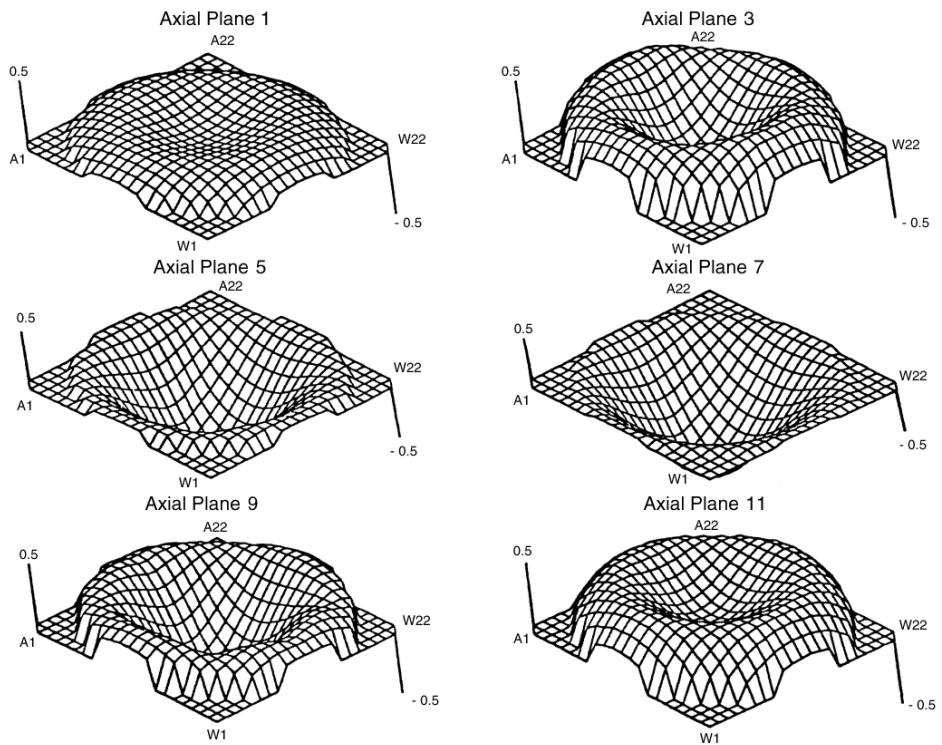 Axial Plane 1
A22
0.5
A1
W22
- 0.5
W1
Axial Plane 3
A22
0.5
A1
W22
- 0.5
W1
Axial Plane 5
A22
0.5
A1
W22
- 0.5
W1
Axial Plane 7
A22
0.5
A1
W22
- 0.5
W1
Axial Plane 9
A22
0.5
A1
W22
- 0.5
W1
Axial Plane 11
A22
0.5
A1
W22
- 0.5
W1